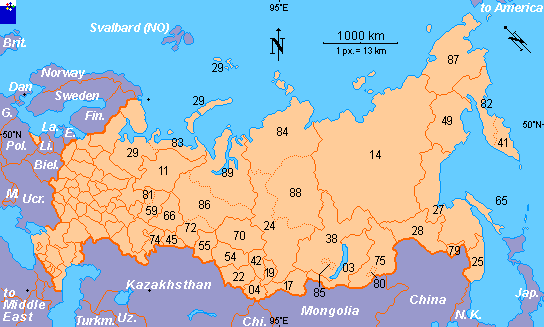 95°E
to America
Svalbard (NO)
1000 km
1 px. = 13 km
N
N
Brit.
87
29
Norway
Dan
Sweden
29
82
G.
Fin.
84
49
50°N
La.
E.
50°N
Pol.
Li.
29
83
41
14
Biel.
11
89
M.
Ucr.
81
86
88
65
59
66
27
72
70
24
28
74
45
55
38
54
42
75
79
25
22
19
03
to
Middle
East
Kazakhsthan
04
17
85
80
Mongolia
China
Jap.
Turkm.
Uz.
Chi.
95°E
N. K.